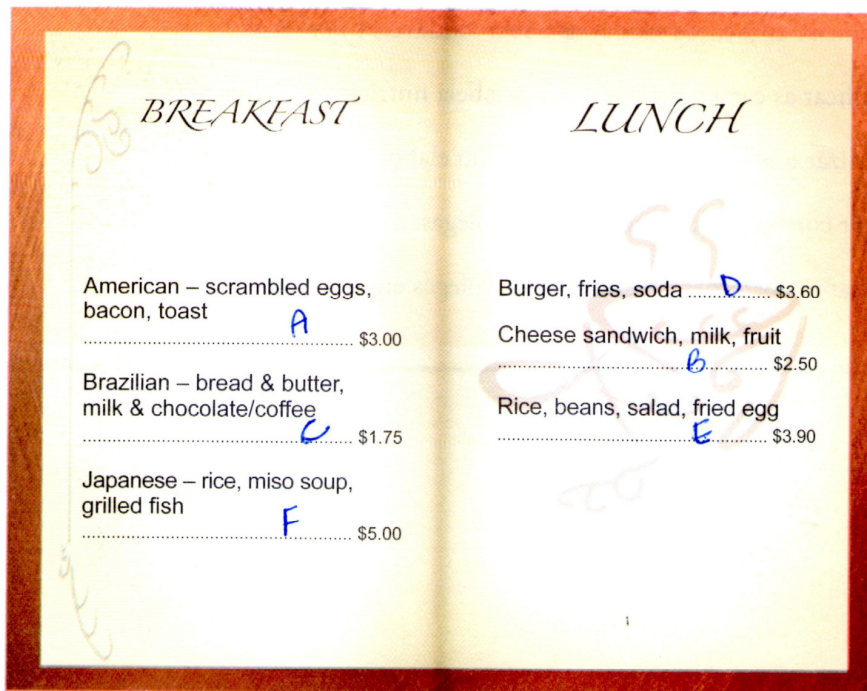 BREAKFAST
American – scrambled eggs,
bacon, toast
A
........................................................ $3.00
Brazilian – bread & butter,
milk & chocolate/coffee
C
........................................................ $1.75
Japanese – rice, miso soup,
grilled fish
F
........................................................ $5.00
LUNCH
Burger, fries, soda ....... D ......... $3.60
Cheese sandwich, milk, fruit
B
........................................................ $2.50
Rice, beans, salad, fried egg
E
........................................................ $3.90